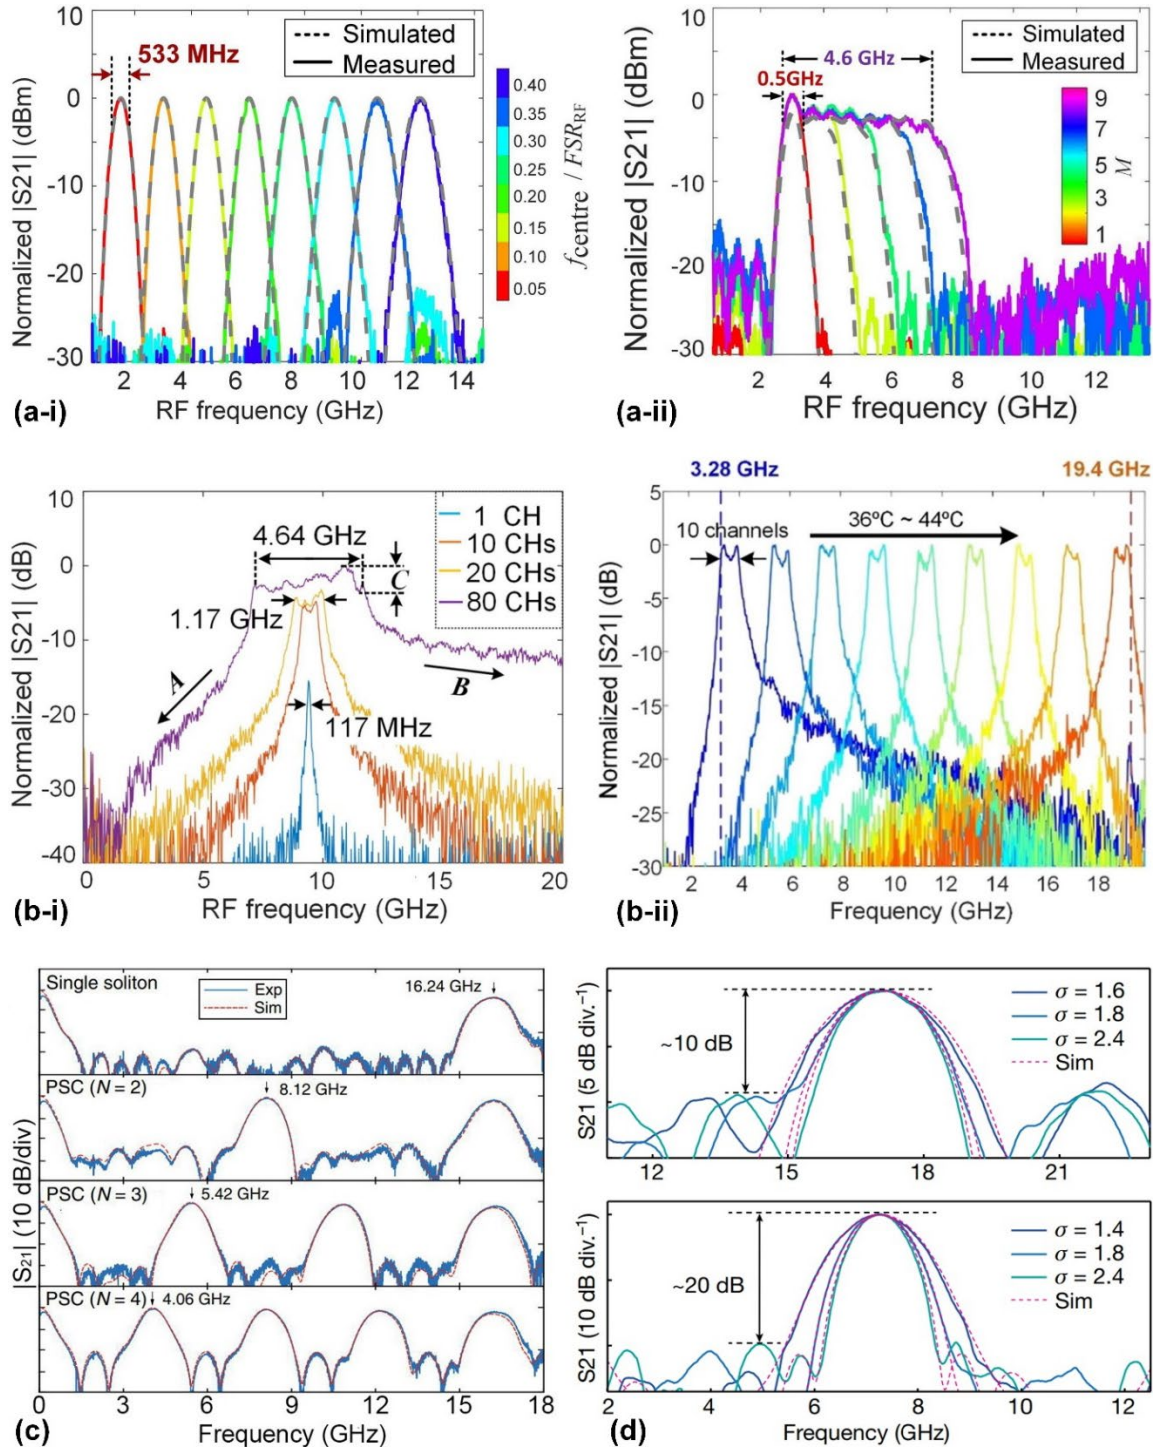 10
0
-10
-20
-30
Normalized |S21| (dBm)
533 MHz
Simulated
Measured
0.40
0.35
0.30
0.25
0.20
0.15
0.10
0.05
fcentre / FSRRF
2 4 6 8 10 12 14
RF frequency (GHz)
(a-i)
10
0
-10
-20
-30
Normalized |S21| (dBm)
Simulated
Measured
4.6 GHz
0.5GHz
9
7
5
3
1
M
2 4 6 8 10 12
RF frequency (GHz)
(a-ii)
10
0
-10
-20
-30
-40
Normalized |S21| (dB)
4.64 GHz
1.17 GHz
117 MHz
A
B
C
1 CH
10 CHs
20 CHs
80 CHs
0 5 10 15 20
RF frequency (GHz)
(b-i)
3.28 GHz
19.4 GHz
5
0
-5
-10
-15
-20
-25
-30
Normalized |S21| (dB)
10 channels
36ºC ~ 44ºC
2 4 6 8 10 12 14 16 18
Frequency (GHz)
(b-ii)
|S21| (10 dB/div)
Single soliton
Exp
Sim
16.24 GHz
PSC (N = 2)
8.12 GHz
PSC (N = 3)
5.42 GHz
PSC (N = 4)
4.06 GHz
0 3 6 9 12 15 18
Frequency (GHz)
(c)
S21 (5 dB div.⁻¹)
~10 dB
σ = 1.6
σ = 1.8
σ = 2.4
Sim
12 15 18 21
S21 (10 dB div.⁻¹)
~20 dB
σ = 1.4
σ = 1.8
σ = 2.4
Sim
2 4 6 8 10 12
Frequency (GHz)
(d)